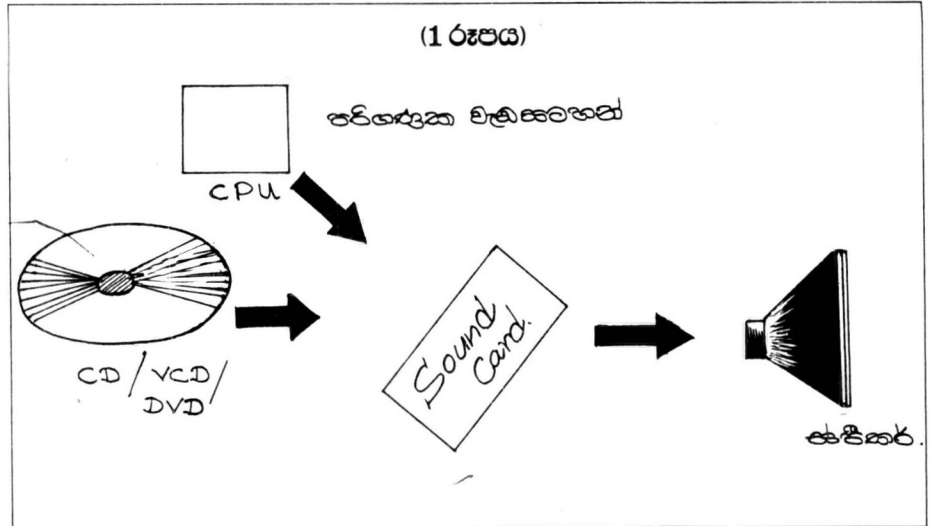 (1 රූපය)
පරිගණක වැඩසටහන්
CPU
CD / VCD /
DVD
Sound
Card.
ස්පීකර්.